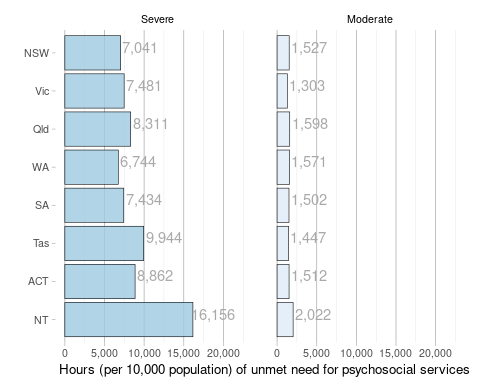 Severe Moderate
NSW 7,041 1,527
Vic 7,481 1,303
Qld 8,311 1,598
WA 6,744 1,571
SA 7,434 1,502
Tas 9,944 1,447
ACT 8,862 1,512
NT 16,156 2,022
0 5,000 10,000 15,000 20,000 0 5,000 10,000 15,000 20,000
Hours (per 10,000 population) of unmet need for psychosocial services